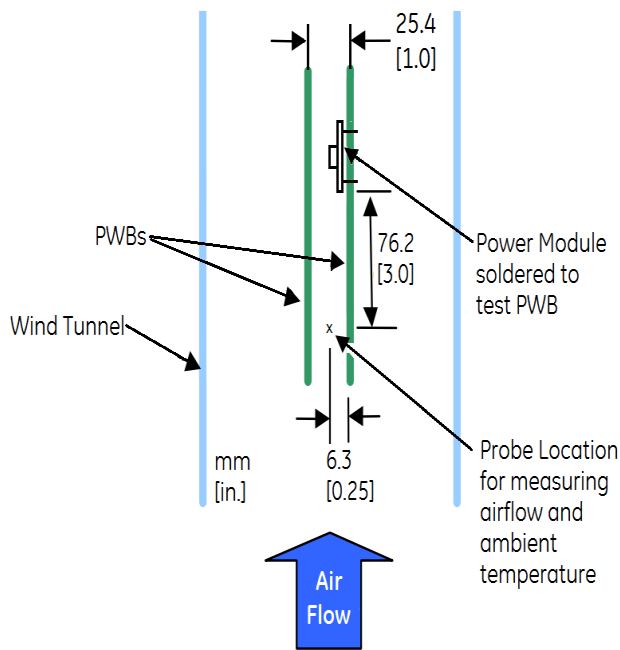 25.4
[1.0]
PWBs
76.2
[3.0]
Power Module
soldered to
test PWB
Wind Tunnel
x
mm
[in.]
6.3
[0.25]
Probe Location
for measuring
airflow and
ambient
temperature
Air
Flow